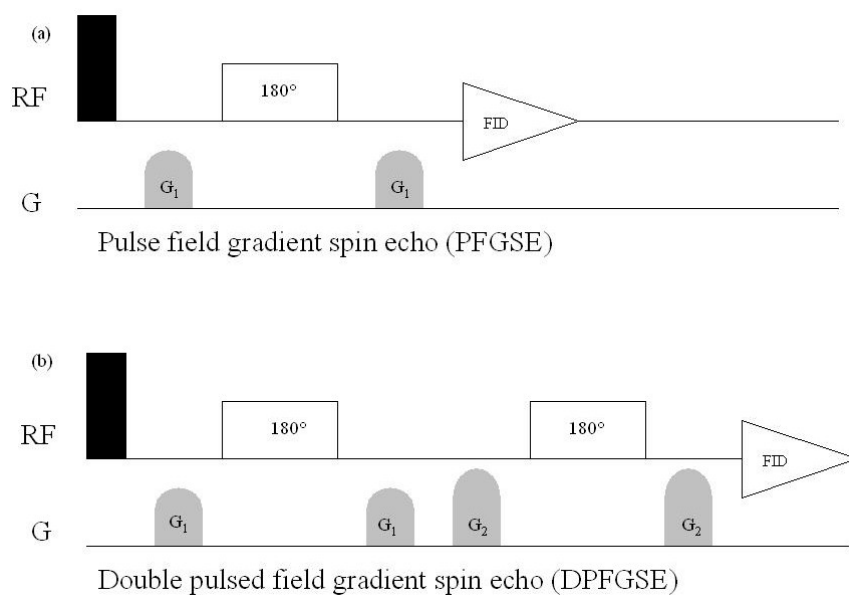 (a)
RF
180°
FID
G
G1
G1
Pulse field gradient spin echo (PFGSE)
(b)
RF
180°
180°
FID
G
G1
G1
G2
G2
Double pulsed field gradient spin echo (DPFGSE)